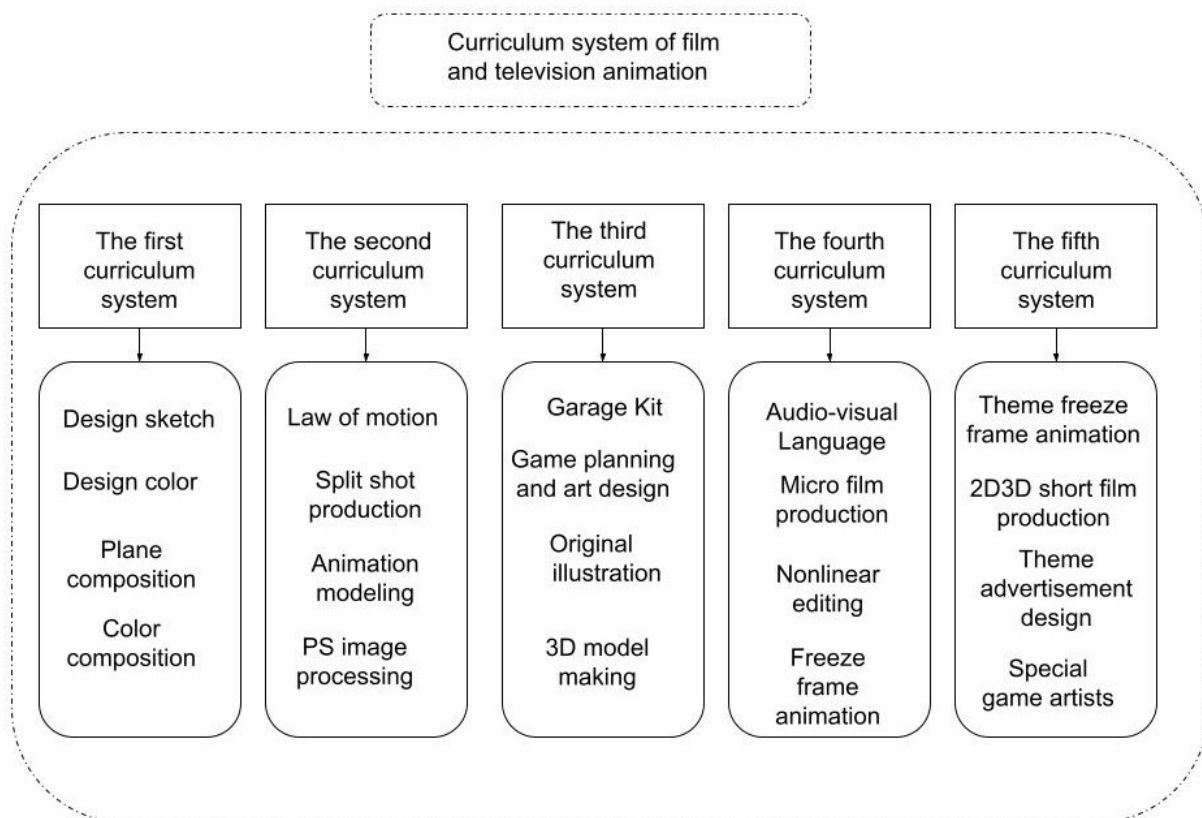 Curriculum system of film
and television animation
The first
curriculum
system
The second
curriculum
system
The third
curriculum
system
The fourth
curriculum
system
The fifth
curriculum
system
Design sketch
Design color
Plane
composition
Color
composition
Law of motion
Split shot
production
Animation
modeling
PS image
processing
Garage Kit
Game planning
and art design
Original
illustration
3D model
making
Audio-visual
Language
Micro film
production
Nonlinear
editing
Freeze
frame
animation
Theme freeze
frame animation
2D3D short film
production
Theme
advertisement
design
Special
game artists